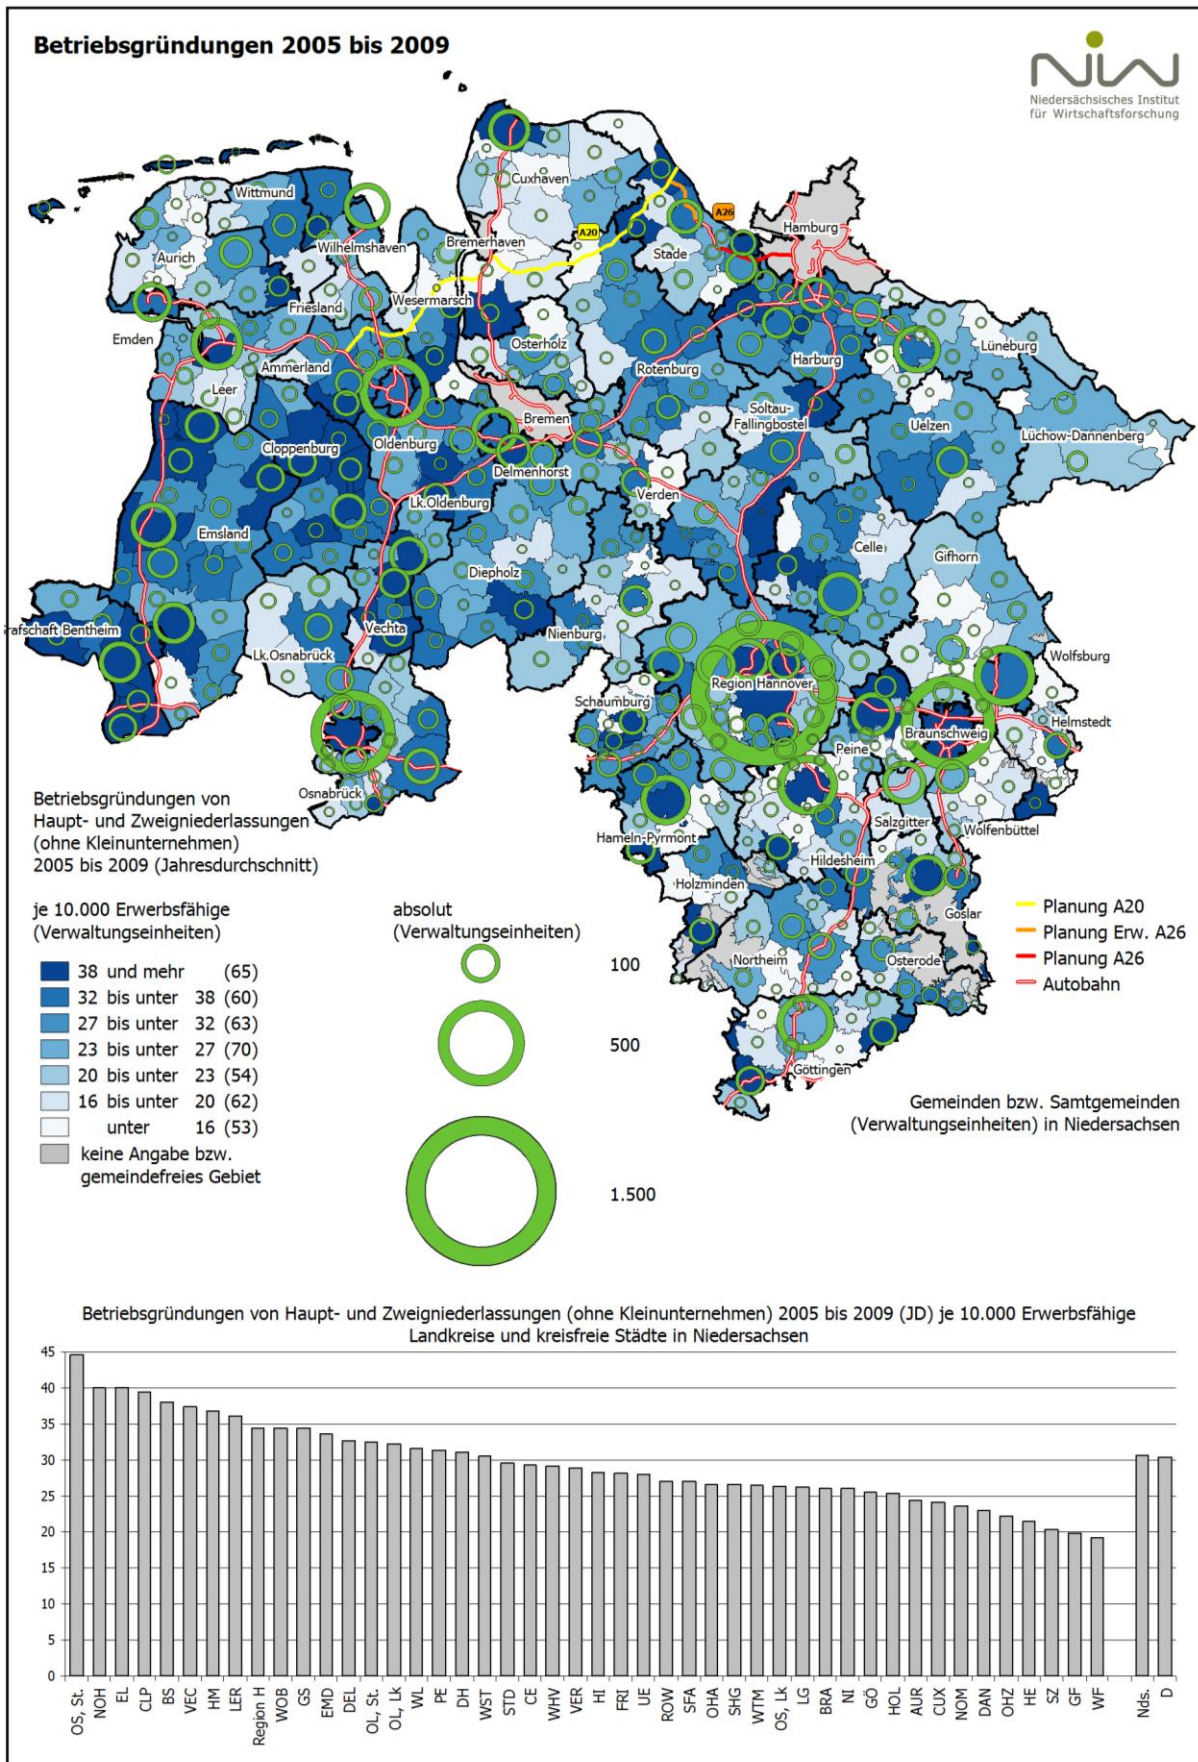 Betriebsgründungen 2005 bis 2009
NIW
Niedersächsisches Institut
für Wirtschaftsforschung
Cuxhaven
Wittmund
Hamburg
A26
A20
Bremerhaven
Wilhelmshaven
Stade
Aurich
Friesland
Wesermarsch
Emden
Osterholz
Lüneburg
Ammerland
Rotenburg
Harburg
Leer
Soltau-
Fallingbostel
Bremen
Uelzen
Lüchow-Dannenberg
Cloppenburg
Oldenburg
Delmenhorst
Verden
Lk.Oldenburg
Emsland
Celle
Gifhorn
Diepholz
rafschaft Bentheim
Vechta
Nienburg
Lk.Osnabrück
Wolfsburg
Region Hannover
Schaumburg
Helmstedt
Braunschweig
Peine
Osnabrück
Salzgitter
Wolfenbüttel
Hameln-Pyrmont
Hildesheim
Holzminden
Goslar
Northeim
Osterode
Göttingen
Betriebsgründungen von
Haupt- und Zweigniederlassungen
(ohne Kleinunternehmen)
2005 bis 2009 (Jahresdurchschnitt)
je 10.000 Erwerbsfähige
(Verwaltungseinheiten)
38 und mehr (65)
32 bis unter 38 (60)
27 bis unter 32 (63)
23 bis unter 27 (70)
20 bis unter 23 (54)
16 bis unter 20 (62)
unter 16 (53)
keine Angabe bzw.
gemeindefreies Gebiet
absolut
(Verwaltungseinheiten)
100
500
1.500
Planung A20
Planung Erw. A26
Planung A26
Autobahn
Gemeinden bzw. Samtgemeinden
(Verwaltungseinheiten) in Niedersachsen
Betriebsgründungen von Haupt- und Zweigniederlassungen (ohne Kleinunternehmen) 2005 bis 2009 (JD) je 10.000 Erwerbsfähige
Landkreise und kreisfreie Städte in Niedersachsen
45
40
35
30
25
20
15
10
5
0
OS, St.
NOH
EL
CLP
BS
VEC
HM
LER
Region H
WOB
GS
EMD
DEL
OL, St.
OL, Lk
WL
PE
DH
WST
STD
CE
WHV
VER
HI
FRI
UE
ROW
SFA
OHA
SHG
WTM
OS, Lk
LG
BRA
NI
GÖ
HOL
AUR
CUX
NOM
DAN
OHZ
HE
SZ
GF
WF
Nds.
D